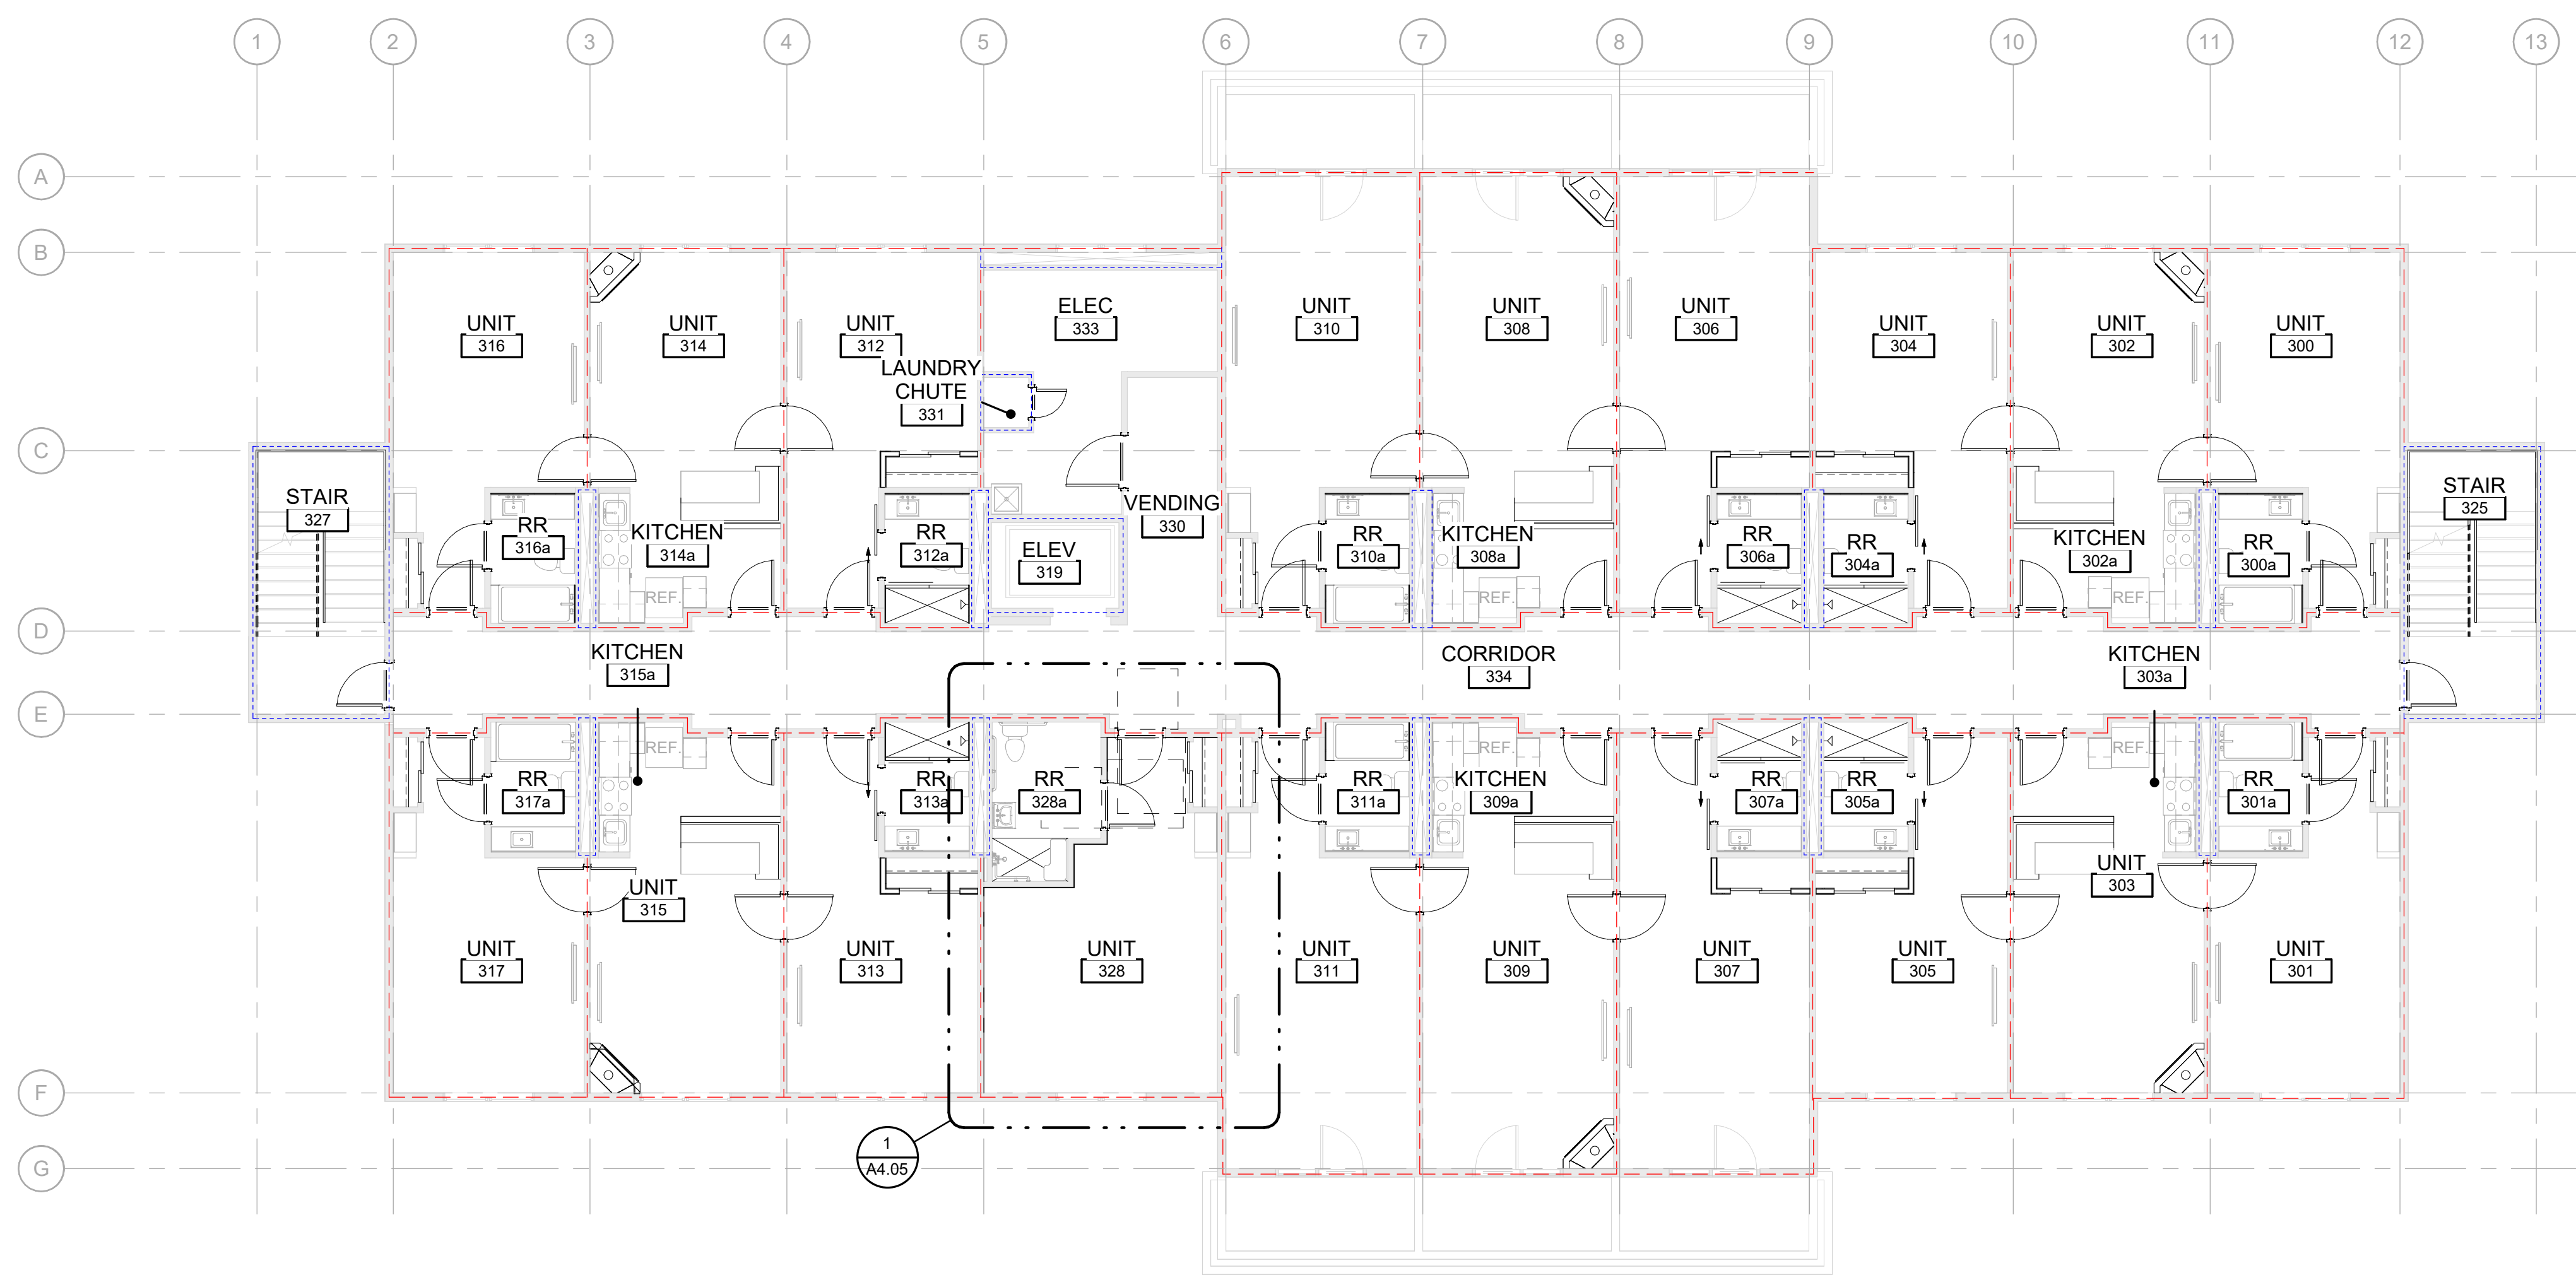 1 2 3 4 5 6 7 8 9 10 11 12 13
A
B
C
D
E
F
G
UNIT
316
UNIT
314
UNIT
312
ELEC
333
UNIT
310
UNIT
308
UNIT
306
UNIT
304
UNIT
302
UNIT
300
LAUNDRY
CHUTE
331
STAIR
327
RR
316a
KITCHEN
314a
REF.
RR
312a
ELEV
319
VENDING
330
RR
310a
KITCHEN
308a
REF.
RR
306a
RR
304a
KITCHEN
302a
REF.
RR
300a
STAIR
325
KITCHEN
315a
CORRIDOR
334
KITCHEN
303a
RR
317a
REF.
RR
313a
RR
328a
RR
311a
REF.
KITCHEN
309a
RR
307a
RR
305a
REF.
RR
301a
UNIT
315
UNIT
303
UNIT
317
UNIT
313
UNIT
328
UNIT
311
UNIT
309
UNIT
307
UNIT
305
UNIT
301
1
A4.05